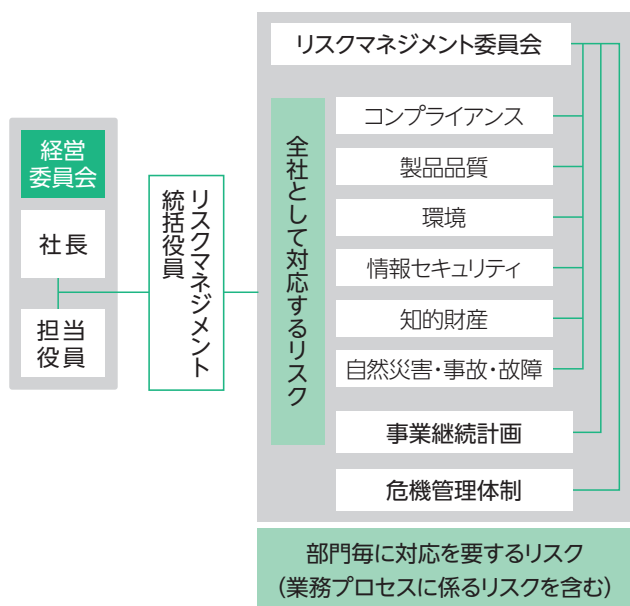 経営
委員会
社長
担当
役員
リスクマネジメント
統括役員
リスクマネジメント委員会
全社として対応するリスク
コンプライアンス
製品品質
環境
情報セキュリティ
知的財産
自然災害・事故・故障
事業継続計画
危機管理体制
部門毎に対応を要するリスク
(業務プロセスに係るリスクを含む)